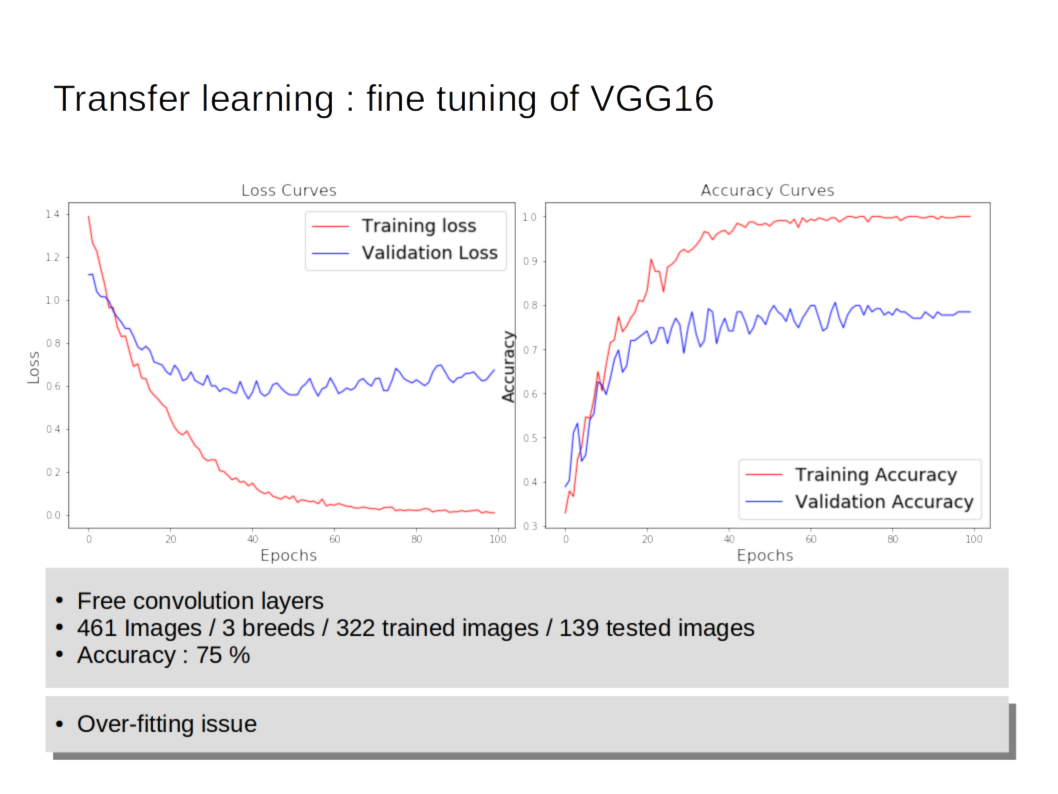 Transfer learning : fine tuning of VGG16
Loss Curves
1.4
1.2
1.0
0.8
0.6
0.4
0.2
0.0
Loss
Training loss
Validation Loss
0 20 40 60 80 100
Epochs
Accuracy Curves
1.0
0.9
0.8
0.7
0.6
0.5
0.4
0.3
Accuracy
Training Accuracy
Validation Accuracy
0 20 40 60 80 100
Epochs
• Free convolution layers
• 461 Images / 3 breeds / 322 trained images / 139 tested images
• Accuracy : 75 %
• Over-fitting issue